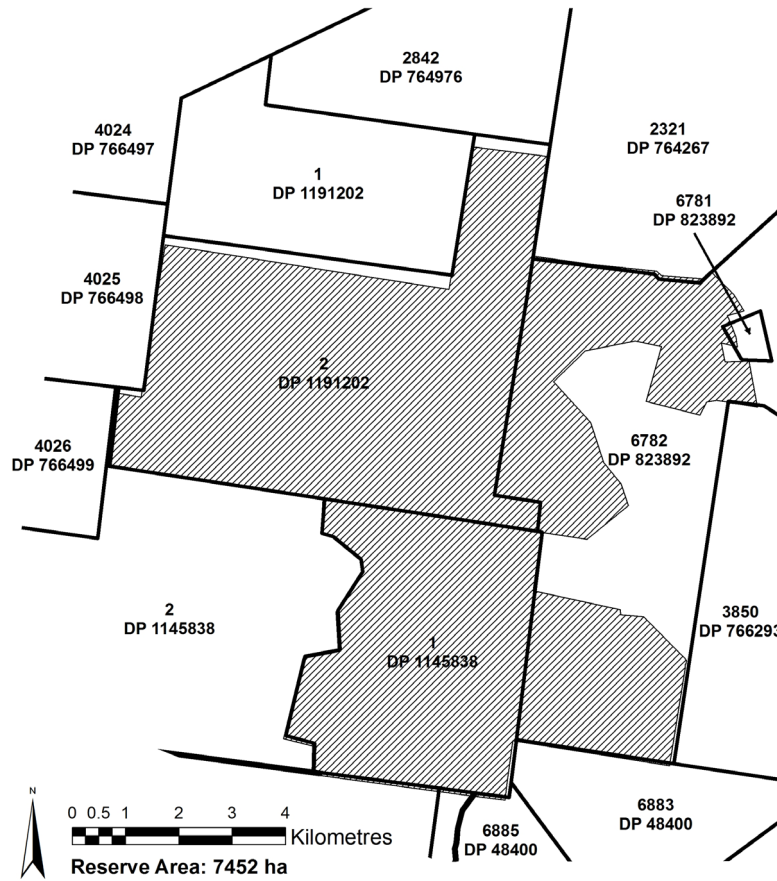 2842
DP 764976
4024
DP 766497
2321
DP 764267
1
DP 1191202
6781
DP 823892
4025
DP 766498
2
DP 1191202
4026
DP 766499
6782
DP 823892
2
DP 1145838
1
DP 1145838
3850
DP 766293
N
0 0.5 1 2 3 4
Kilometres
Reserve Area: 7452 ha
6885
DP 48400
6883
DP 48400